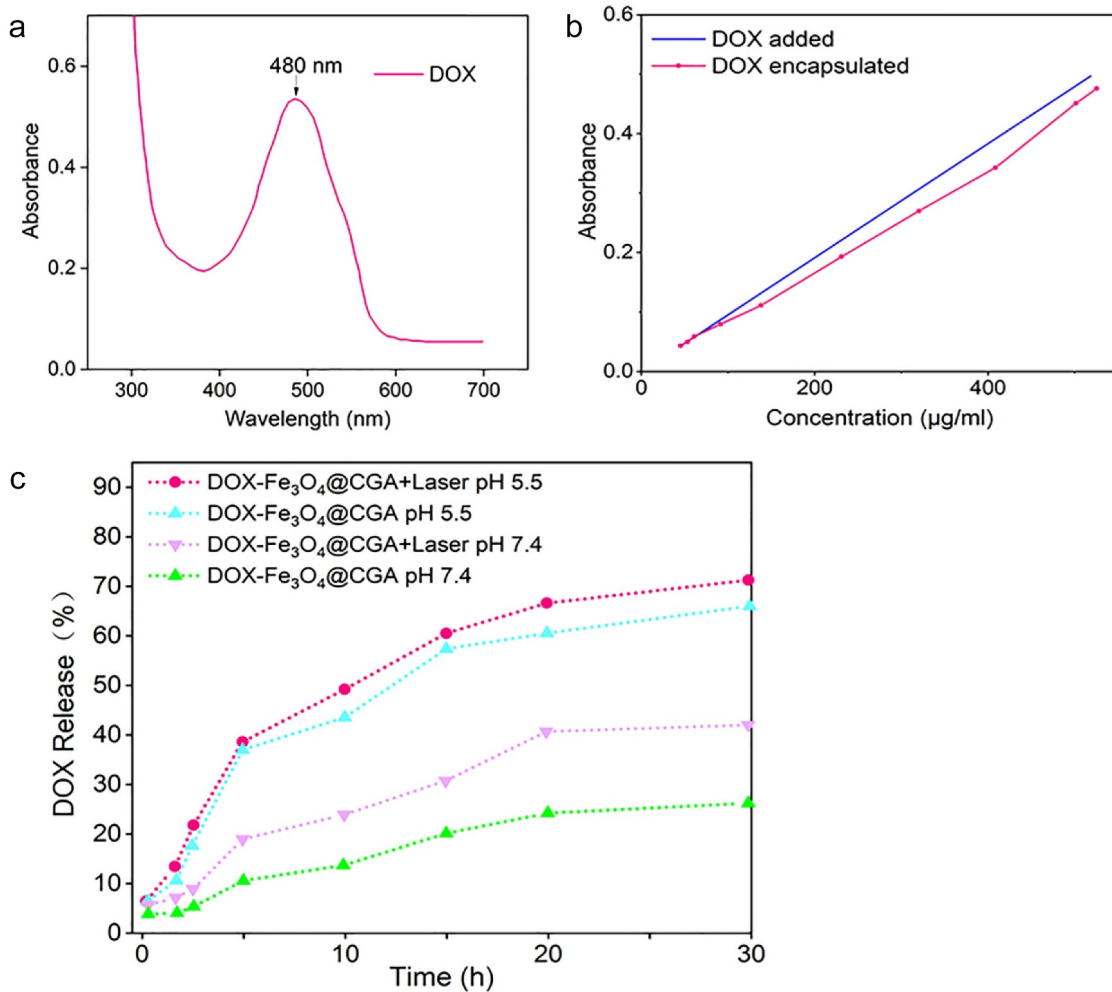 a
0.6
0.4
0.2
0.0
Absorbance
480 nm
DOX
300 400 500 600 700
Wavelength (nm)
b
0.6
0.4
0.2
0.0
Absorbance
DOX added
DOX encapsulated
0 200 400
Concentration (µg/ml)
c
90
80
70
60
50
40
30
20
10
0
DOX Release (%)
DOX-Fe₃O₄@CGA+Laser pH 5.5
DOX-Fe₃O₄@CGA pH 5.5
DOX-Fe₃O₄@CGA+Laser pH 7.4
DOX-Fe₃O₄@CGA pH 7.4
0 10 20 30
Time (h)